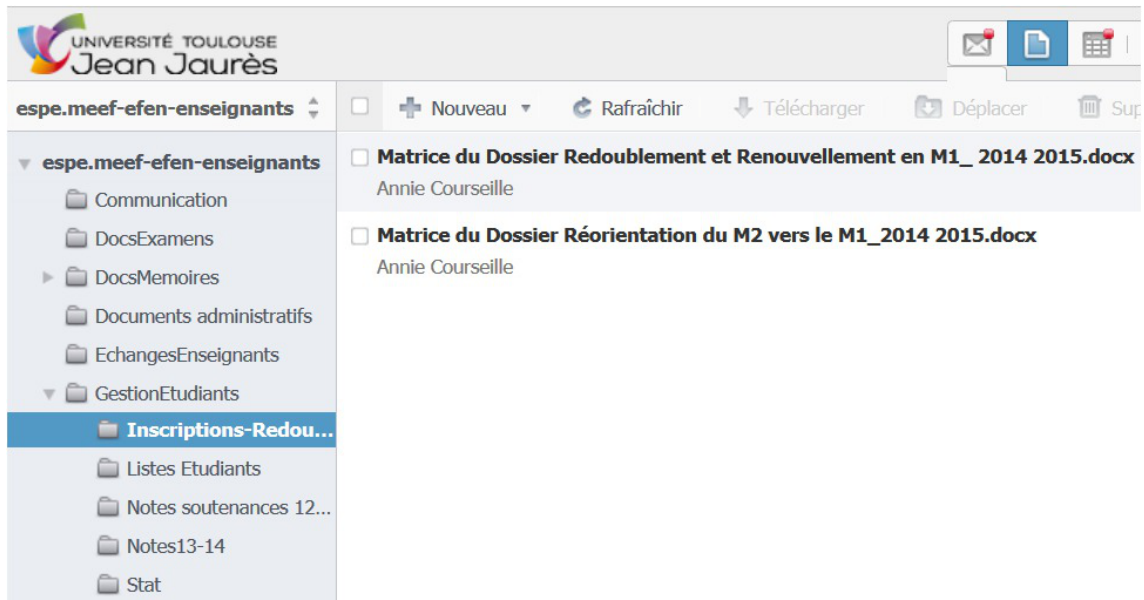 UNIVERSITÉ TOULOUSE
Jean Jaurès
espe.meef-efen-enseignants
Nouveau
Rafraîchir
Télécharger
Déplacer
espe.meef-efen-enseignants
Communication
DocsExamens
DocsMemoires
Documents administratifs
EchangesEnseignants
GestionEtudiants
Inscriptions-Redou...
Listes Etudiants
Notes soutenances 12...
Notes13-14
Stat
Matrice du Dossier Redoublement et Renouvellement en M1_ 2014 2015.docx
Annie Courseille
Matrice du Dossier Réorientation du M2 vers le M1_2014 2015.docx
Annie Courseille